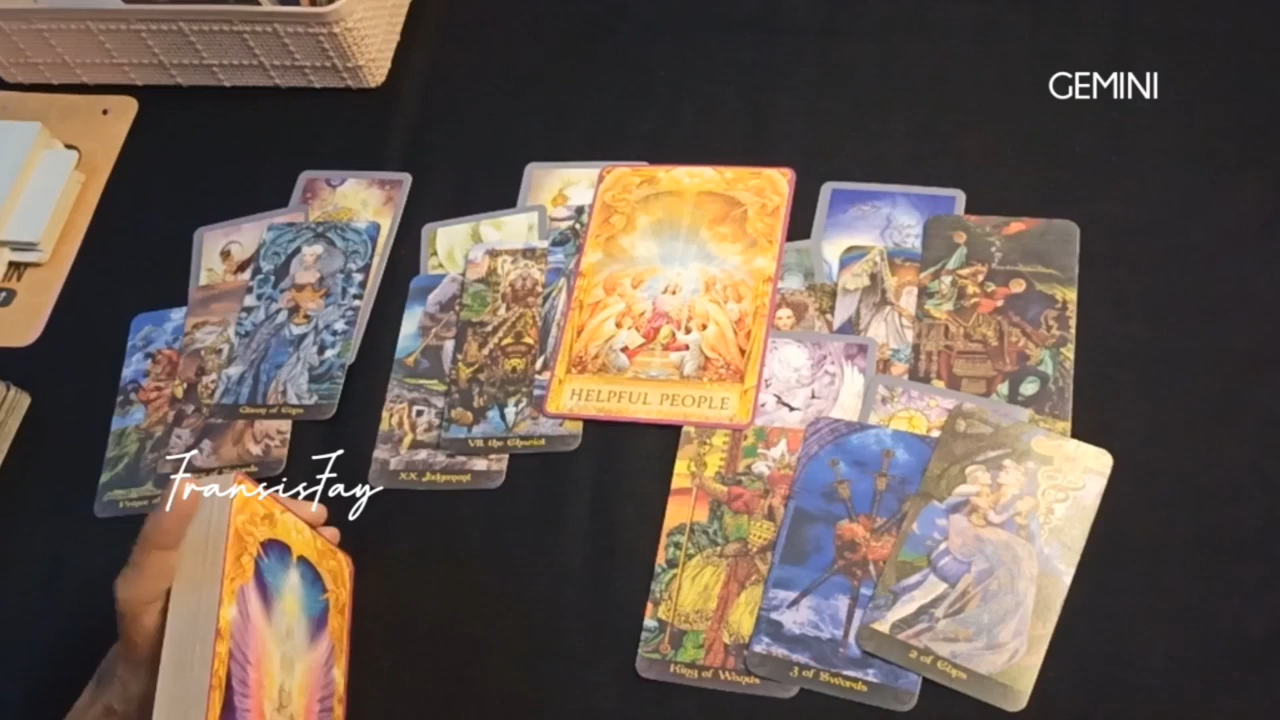 GEMINI
HELPFUL PEOPLE
Queen of Cups
VII. the Chariot
XX. Judgement
TransisFay
King of Wands
3 of Swords
2 of Cups